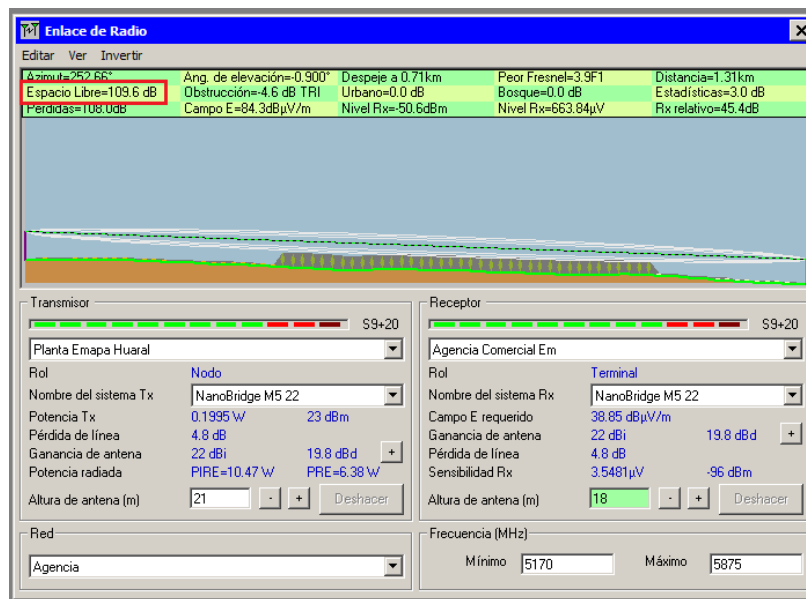 Enlace de Radio
Editar Ver Invertir
Azimut=252.66° Ang. de elevación=-0.900° Despeje a 0.71km Peor Fresnel=3.9F1 Distancia=1.31km
Espacio Libre=109.6 dB Obstrucción=-4.6 dB TRI Urbano=0.0 dB Bosque=0.0 dB Estadísticas=3.0 dB
Pérdidas=108.0dB Campo E=84.3dBµV/m Nivel Rx=-50.6dBm Nivel Rx=663.84µV Rx relativo=45.4dB
Transmisor
S9+20
Planta Emapa Huaral
Rol Nodo
Nombre del sistema Tx NanoBridge M5 22
Potencia Tx 0.1995 W 23 dBm
Pérdida de línea 4.8 dB
Ganancia de antena 22 dBi 19.8 dBd +
Potencia radiada PIRE=10.47 W PRE=6.38 W
Altura de antena (m) 21 - + Deshacer
Red
Agencia
Receptor
S9+20
Agencia Comercial Em
Rol Terminal
Nombre del sistema Rx NanoBridge M5 22
Campo E requerido 38.85 dBµV/m
Ganancia de antena 22 dBi 19.8 dBd +
Pérdida de línea 4.8 dB
Sensibilidad Rx 3.5481µV -96 dBm
Altura de antena (m) 18 - + Deshacer
Frecuencia (MHz)
Mínimo 5170 Máximo 5875